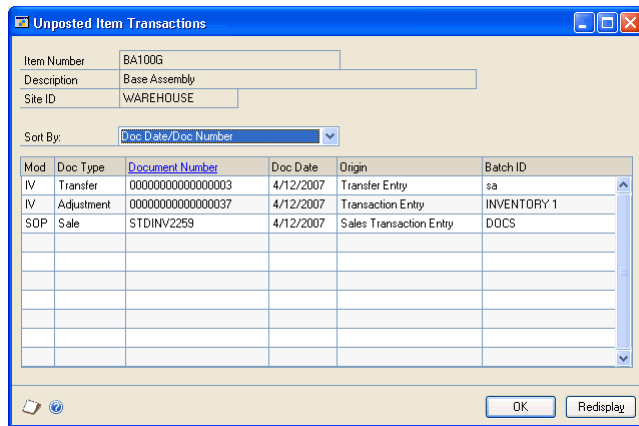 Unposted Item Transactions
Item Number BA100G
Description Base Assembly
Site ID WAREHOUSE
Sort By: Doc Date/Doc Number
Mod Doc Type Document Number Doc Date Origin Batch ID
IV Transfer 00000000000000003 4/12/2007 Transfer Entry sa
IV Adjustment 00000000000000037 4/12/2007 Transaction Entry INVENTORY 1
SOP Sale STDINV2259 4/12/2007 Sales Transaction Entry DOCS
OK Redisplay